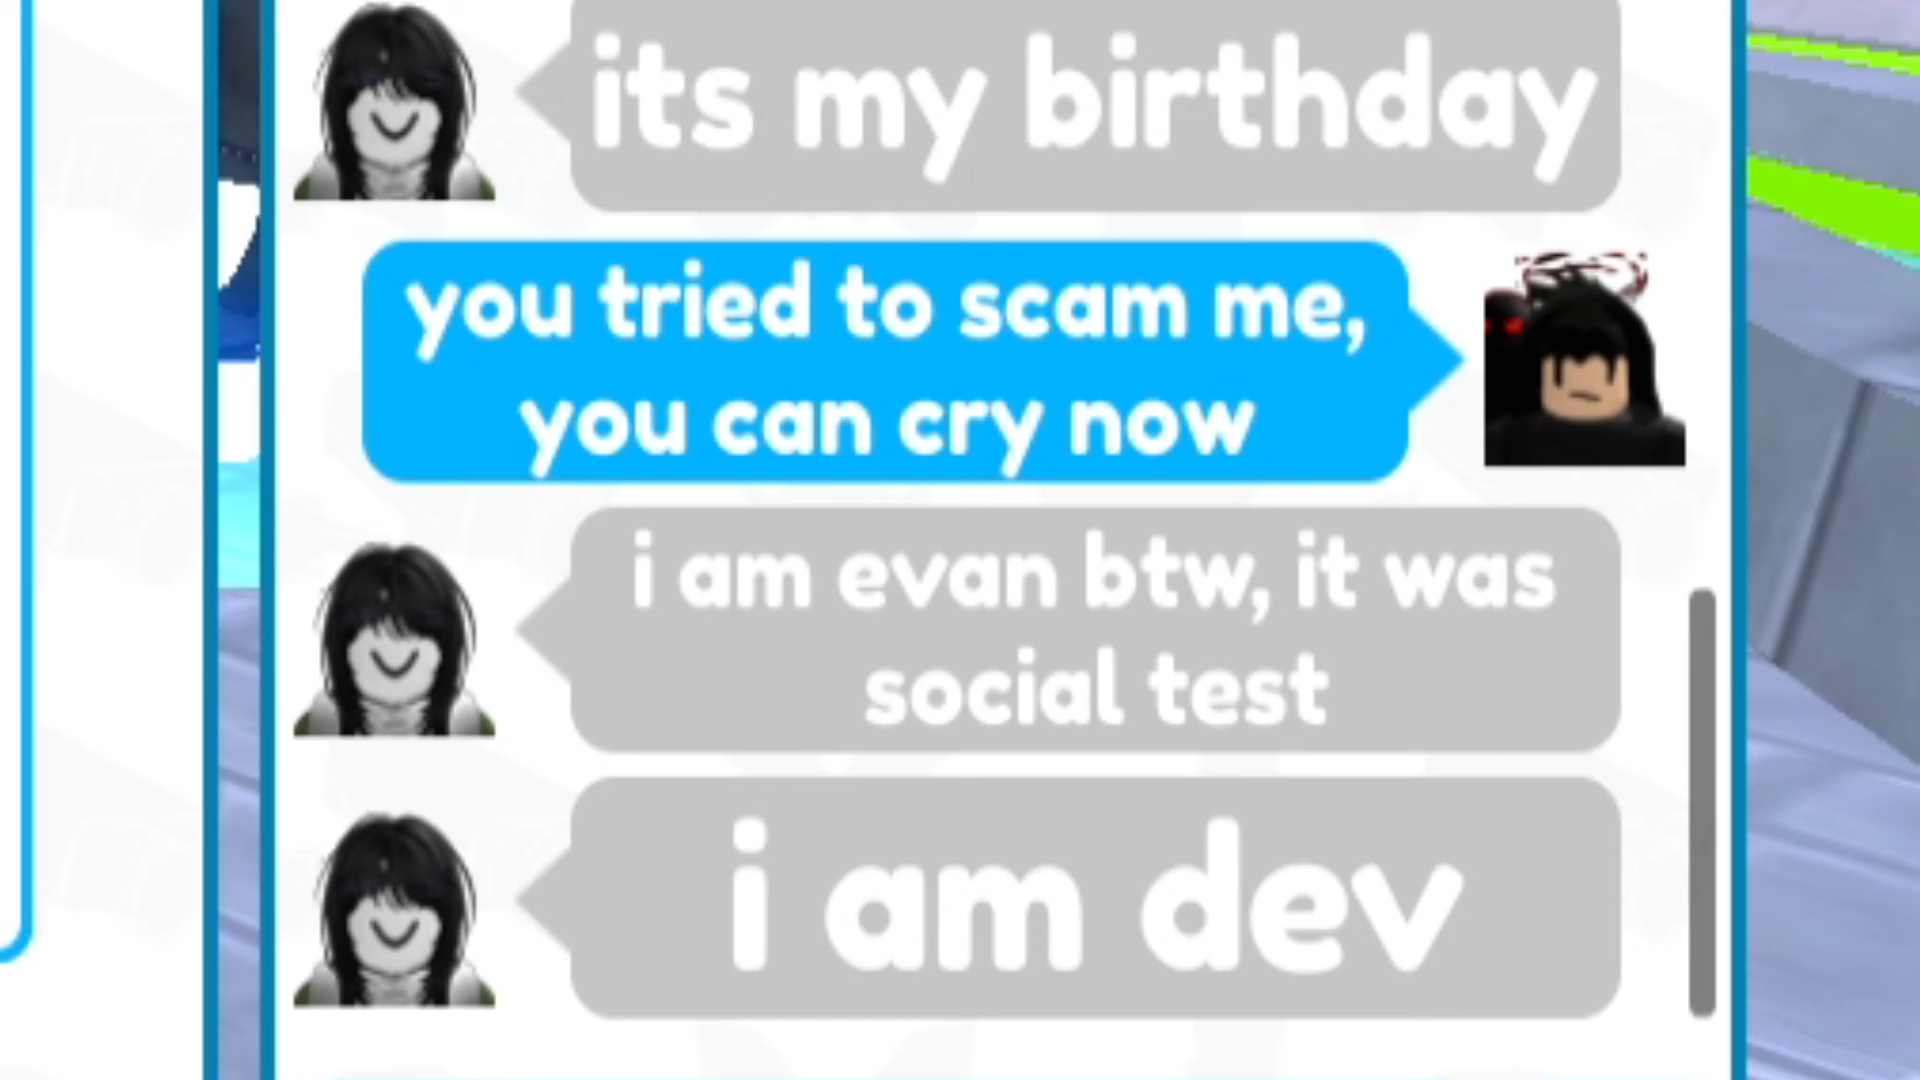 its my birthday
you tried to scam me,
you can cry now
i am evan btw, it was
social test
i am dev